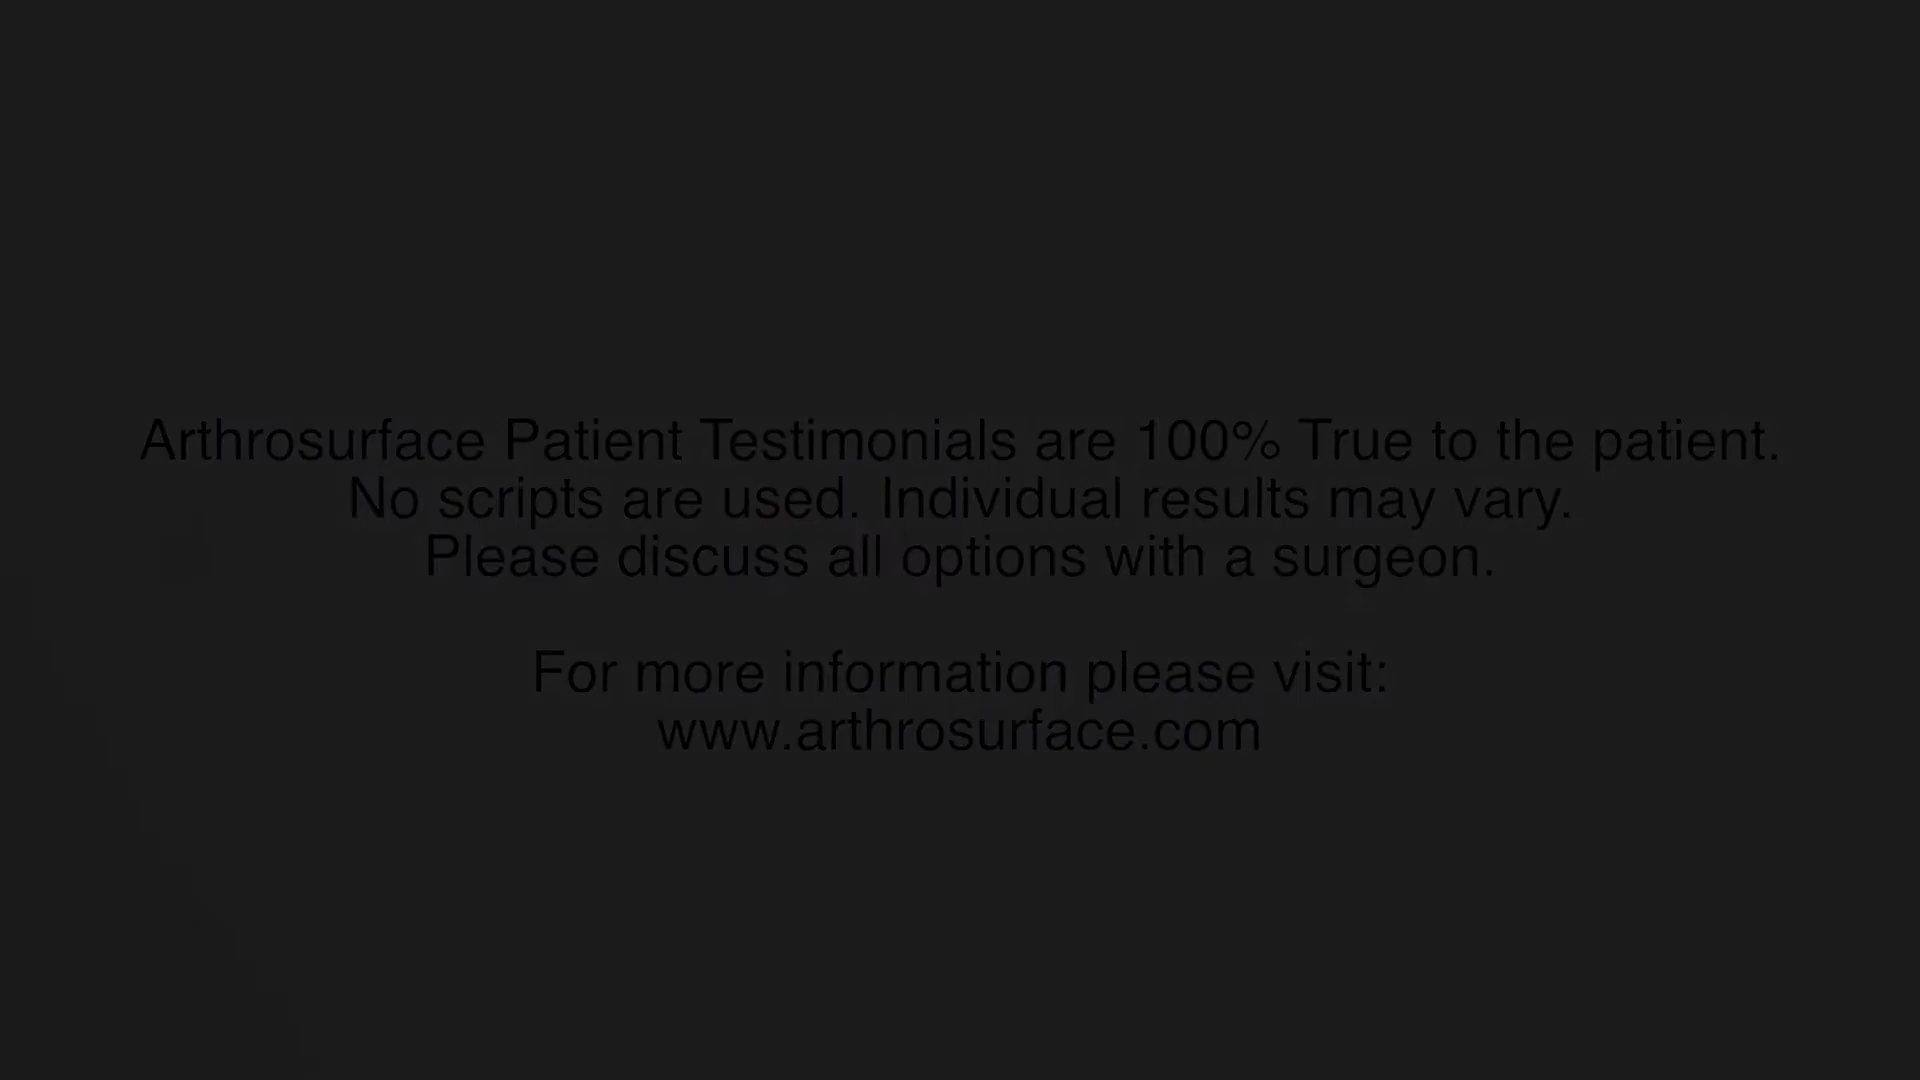 Arthrosurface Patient Testimonials are 100% True to the patient.
No scripts are used. Individual results may vary.
Please discuss all options with a surgeon.
For more information please visit:
www.arthrosurface.com